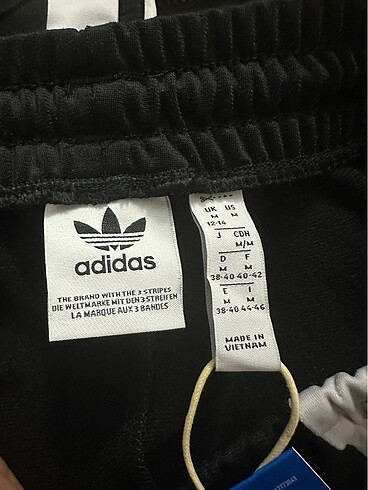 adidas
THE BRAND WITH THE 3 STRIPES
DIE WELTMARKE MIT DEN 3 STREIFEN
LA MARQUE AUX 3 BANDES
UK US
M M
12-14
J CDN
M/M
D F
M M
38-40 40-42
E I
M M
38-40 44-46
MADE IN
VIETNAM